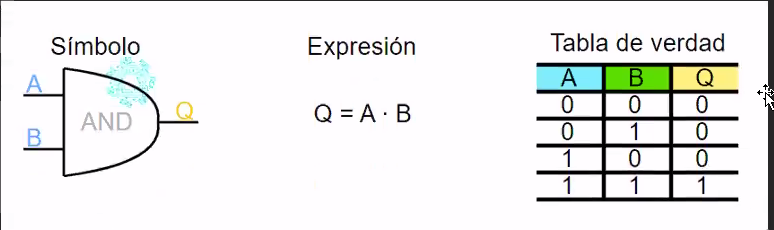 Símbolo
A
AND
B
Q
Expresión
Q = A · B
Tabla de verdad
A B Q
0 0 0
0 1 0
1 0 0
1 1 1